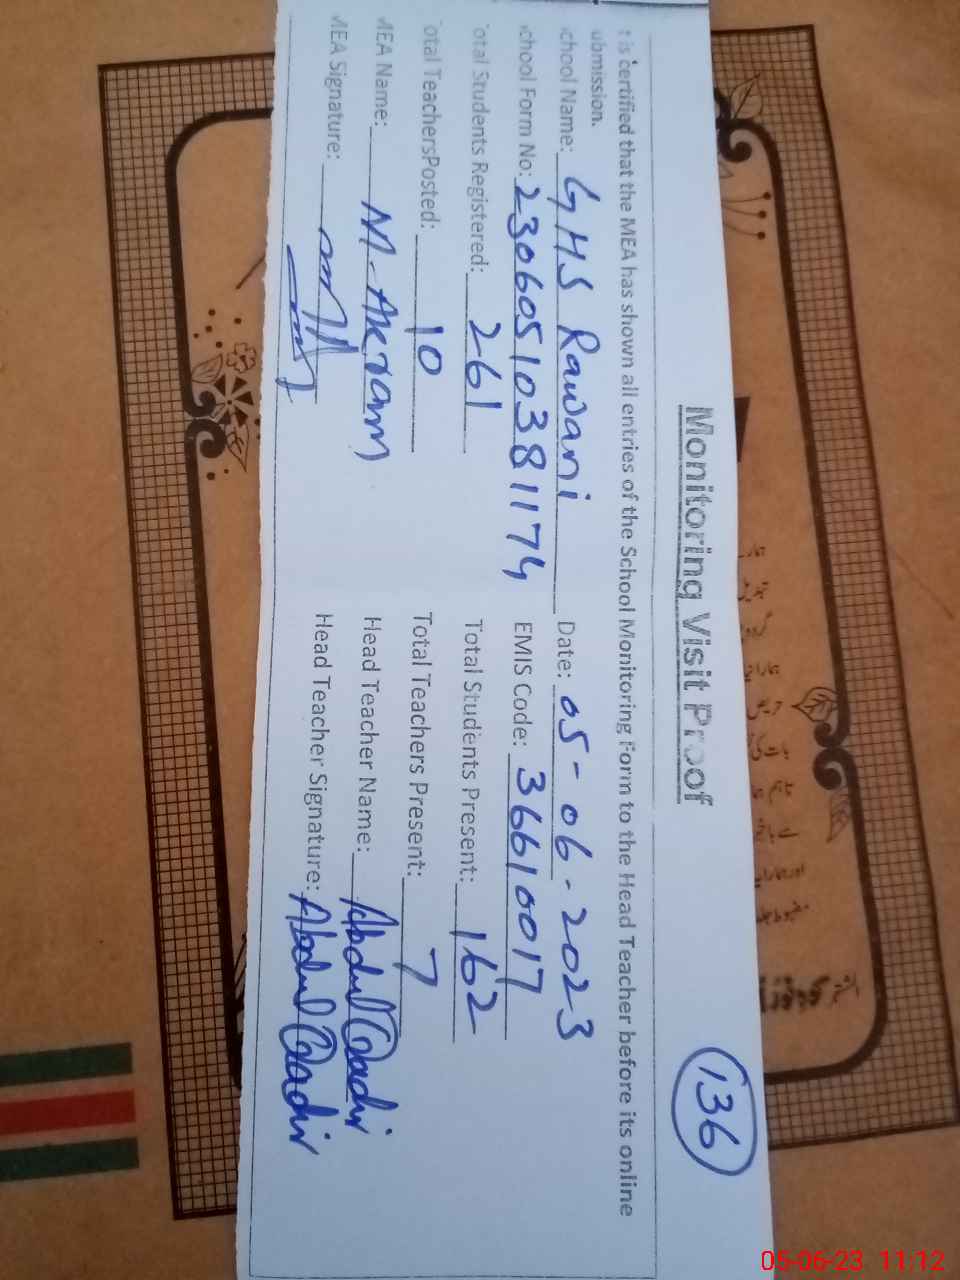 Monitoring Visit Proof
136
t is certified that the MEA has shown all entries of the School Monitoring Form to the Head Teacher before its online
ubmission.
chool Name: GHS Rawani Date: 05-06-2023
chool Form No: 23060510381174 EMIS Code: 36610017
otal Students Registered: 261 Total Students Present: 162
otal TeachersPosted: 10 Total Teachers Present: 7
MEA Name: M. Akram Head Teacher Name: Abdul Qadir
MEA Signature: Head Teacher Signature: Abdul Qadir
05-06-23 11:12